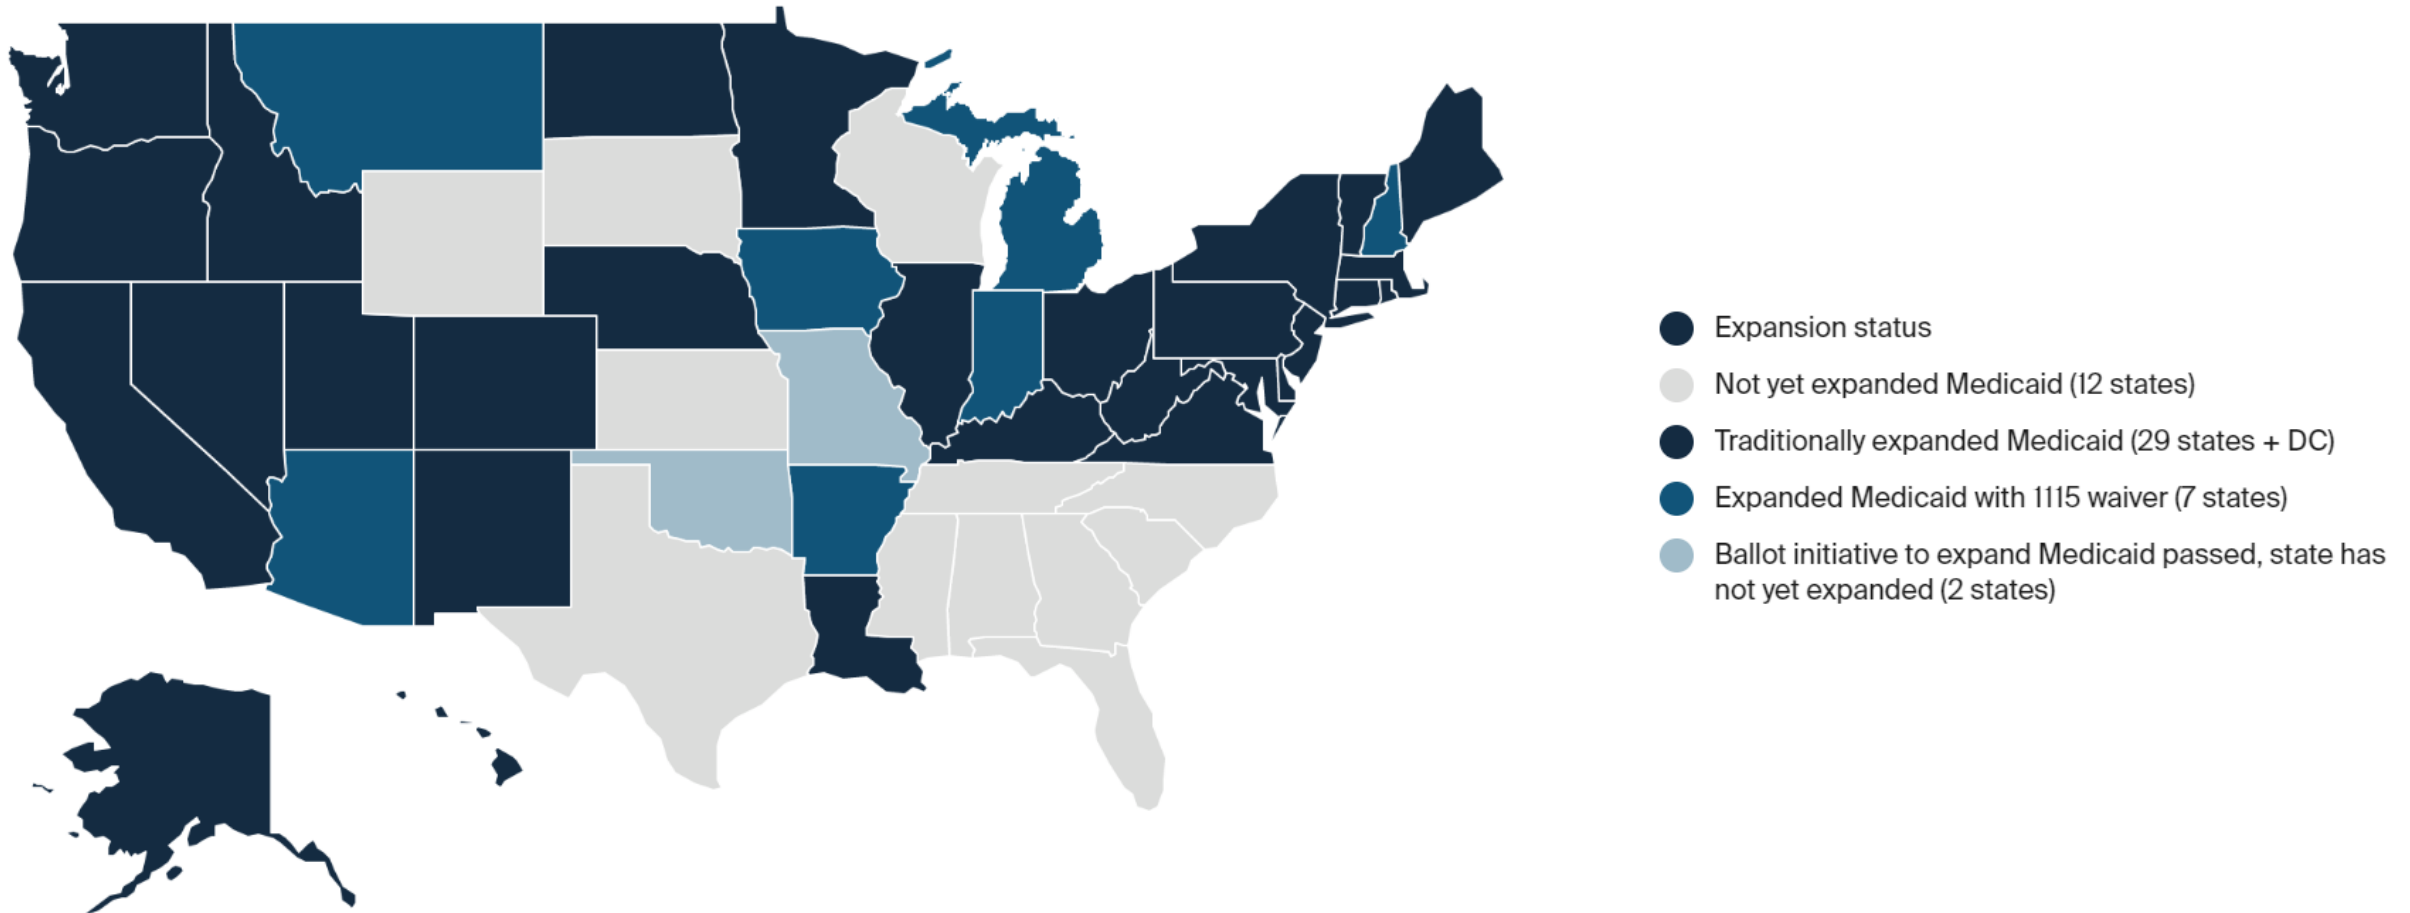 Expansion status
Not yet expanded Medicaid (12 states)
Traditionally expanded Medicaid (29 states + DC)
Expanded Medicaid with 1115 waiver (7 states)
Ballot initiative to expand Medicaid passed, state has
not yet expanded (2 states)